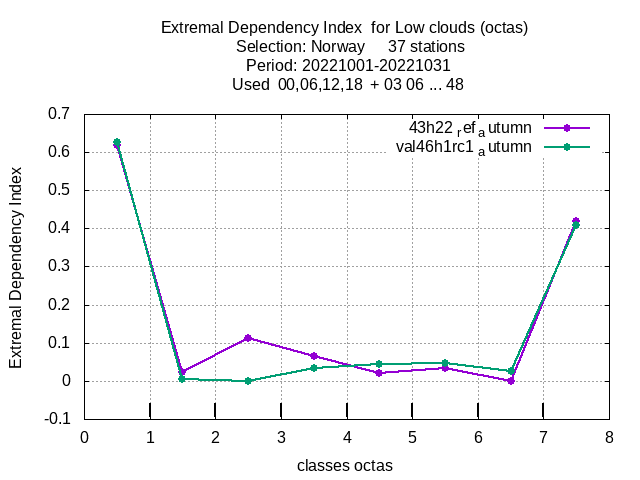 Extremal Dependency Index  for Low clouds (octas)
Selection: Norway     37 stations
Period: 20221001-20221031
Used  00,06,12,18  + 03 06 ... 48
43h22 ref autumn
val46h1rc1 autumn
Extremal Dependency Index
0.7
0.6
0.5
0.4
0.3
0.2
0.1
0
-0.1
0 1 2 3 4 5 6 7 8
classes octas